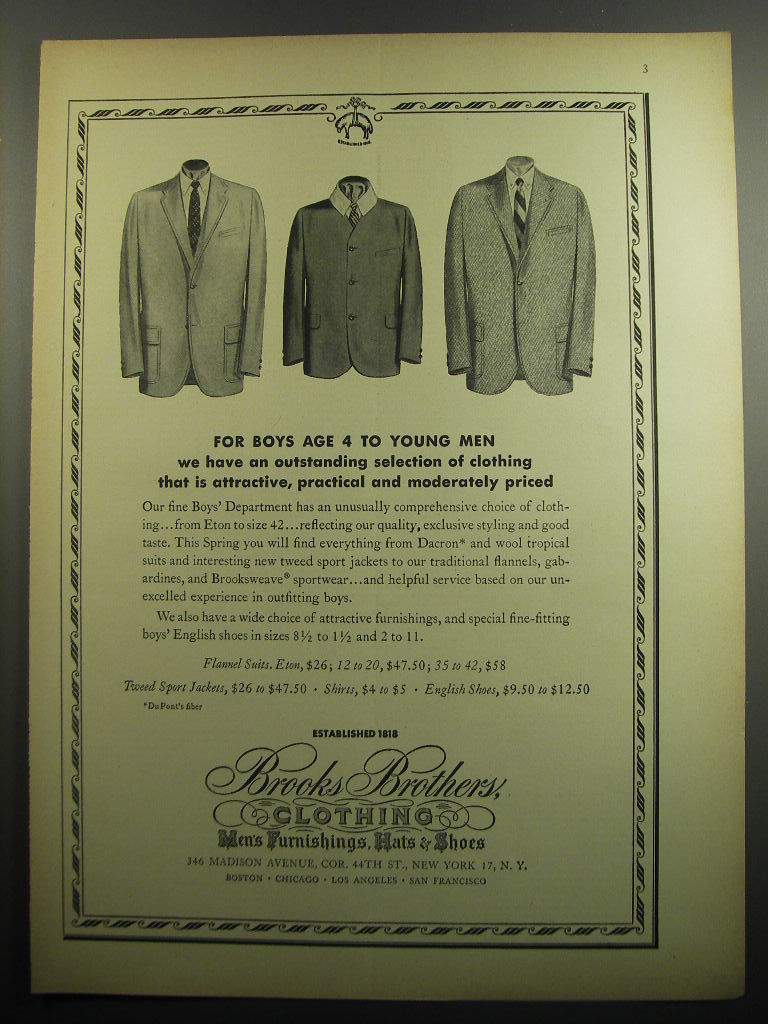 3
ESTABLISHED 1818
FOR BOYS AGE 4 TO YOUNG MEN
we have an outstanding selection of clothing
that is attractive, practical and moderately priced
Our fine Boys' Department has an unusually comprehensive choice of cloth-
ing...from Eton to size 42...reflecting our quality, exclusive styling and good
taste. This Spring you will find everything from Dacron* and wool tropical
suits and interesting new tweed sport jackets to our traditional flannels, gab-
ardines, and Brooksweave® sportwear...and helpful service based on our un-
excelled experience in outfitting boys.
We also have a wide choice of attractive furnishings, and special fine-fitting
boys' English shoes in sizes 8½ to 1½ and 2 to 11.
Flannel Suits. Eton, $26; 12 to 20, $47.50; 35 to 42, $58
Tweed Sport Jackets, $26 to $47.50 · Shirts, $4 to $5 · English Shoes, $9.50 to $12.50
*Du Pont's fiber
ESTABLISHED 1818
Brooks Brothers,
CLOTHING
Men's Furnishings, Hats & Shoes
346 MADISON AVENUE, COR. 44TH ST., NEW YORK 17, N. Y.
BOSTON · CHICAGO · LOS ANGELES · SAN FRANCISCO